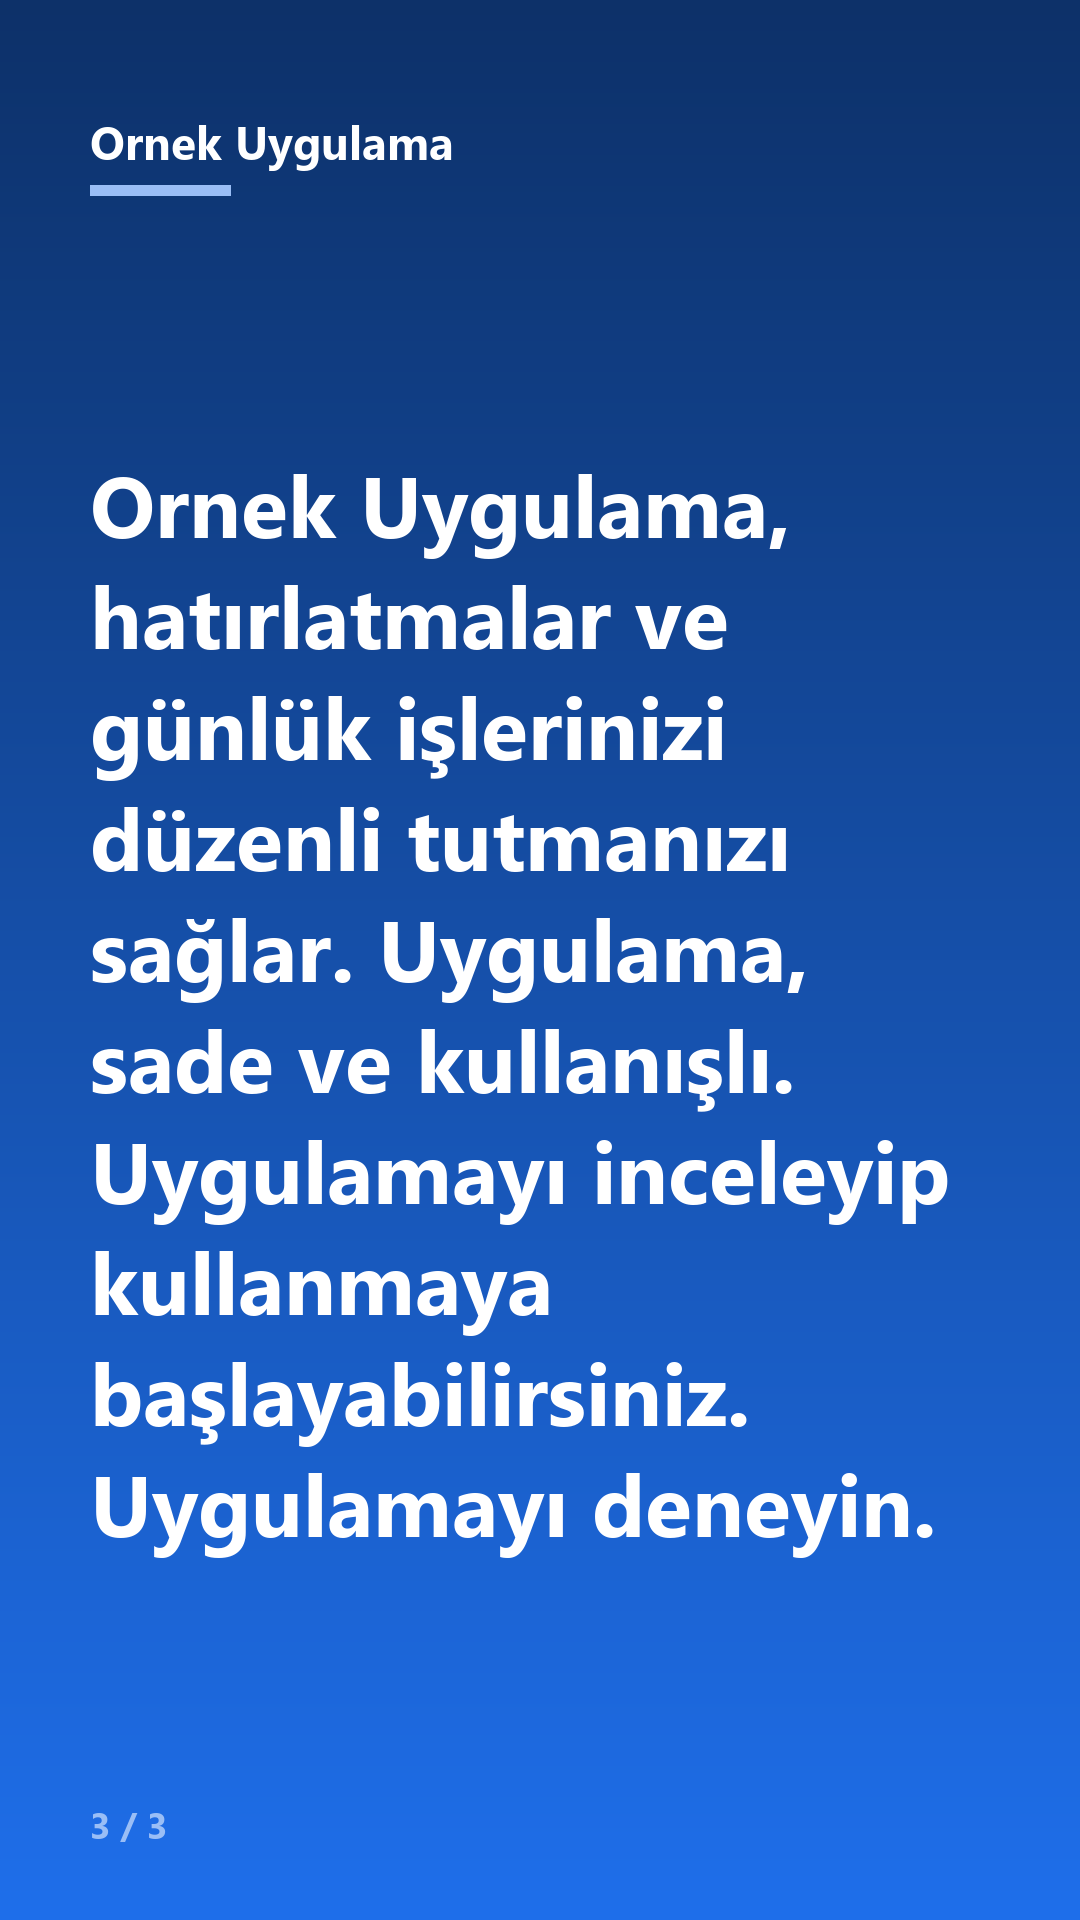 Ornek Uygulama
Ornek Uygulama,
hatırlatmalar ve
günlük işlerinizi
düzenli tutmanızı
sağlar. Uygulama,
sade ve kullanışlı.
Uygulamayı inceleyip
kullanmaya
başlayabilirsiniz.
Uygulamayı deneyin.
3 / 3